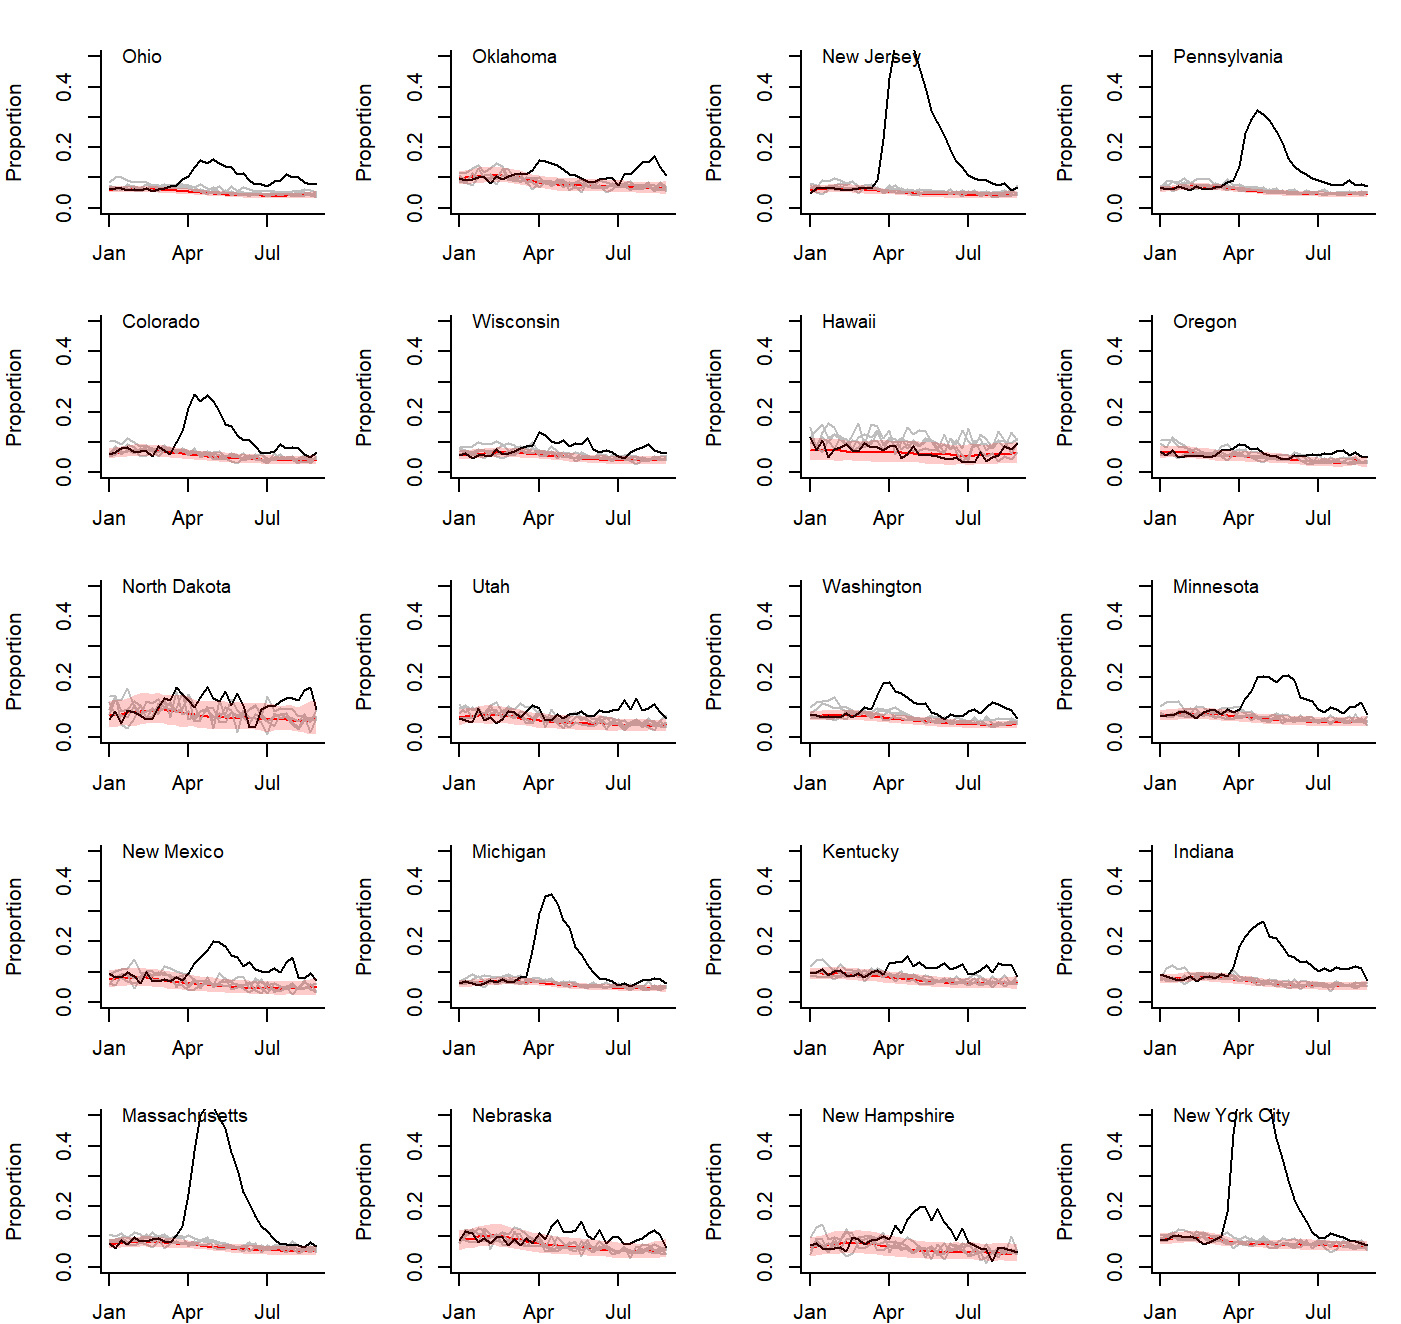 Ohio
Proportion
0.0 0.2 0.4
Jan Apr Jul
Oklahoma
Proportion
0.0 0.2 0.4
Jan Apr Jul
New Jersey
Proportion
0.0 0.2 0.4
Jan Apr Jul
Pennsylvania
Proportion
0.0 0.2 0.4
Jan Apr Jul
Colorado
Proportion
0.0 0.2 0.4
Jan Apr Jul
Wisconsin
Proportion
0.0 0.2 0.4
Jan Apr Jul
Hawaii
Proportion
0.0 0.2 0.4
Jan Apr Jul
Oregon
Proportion
0.0 0.2 0.4
Jan Apr Jul
North Dakota
Proportion
0.0 0.2 0.4
Jan Apr Jul
Utah
Proportion
0.0 0.2 0.4
Jan Apr Jul
Washington
Proportion
0.0 0.2 0.4
Jan Apr Jul
Minnesota
Proportion
0.0 0.2 0.4
Jan Apr Jul
New Mexico
Proportion
0.0 0.2 0.4
Jan Apr Jul
Michigan
Proportion
0.0 0.2 0.4
Jan Apr Jul
Kentucky
Proportion
0.0 0.2 0.4
Jan Apr Jul
Indiana
Proportion
0.0 0.2 0.4
Jan Apr Jul
Massachusetts
Proportion
0.0 0.2 0.4
Jan Apr Jul
Nebraska
Proportion
0.0 0.2 0.4
Jan Apr Jul
New Hampshire
Proportion
0.0 0.2 0.4
Jan Apr Jul
New York City
Proportion
0.0 0.2 0.4
Jan Apr Jul